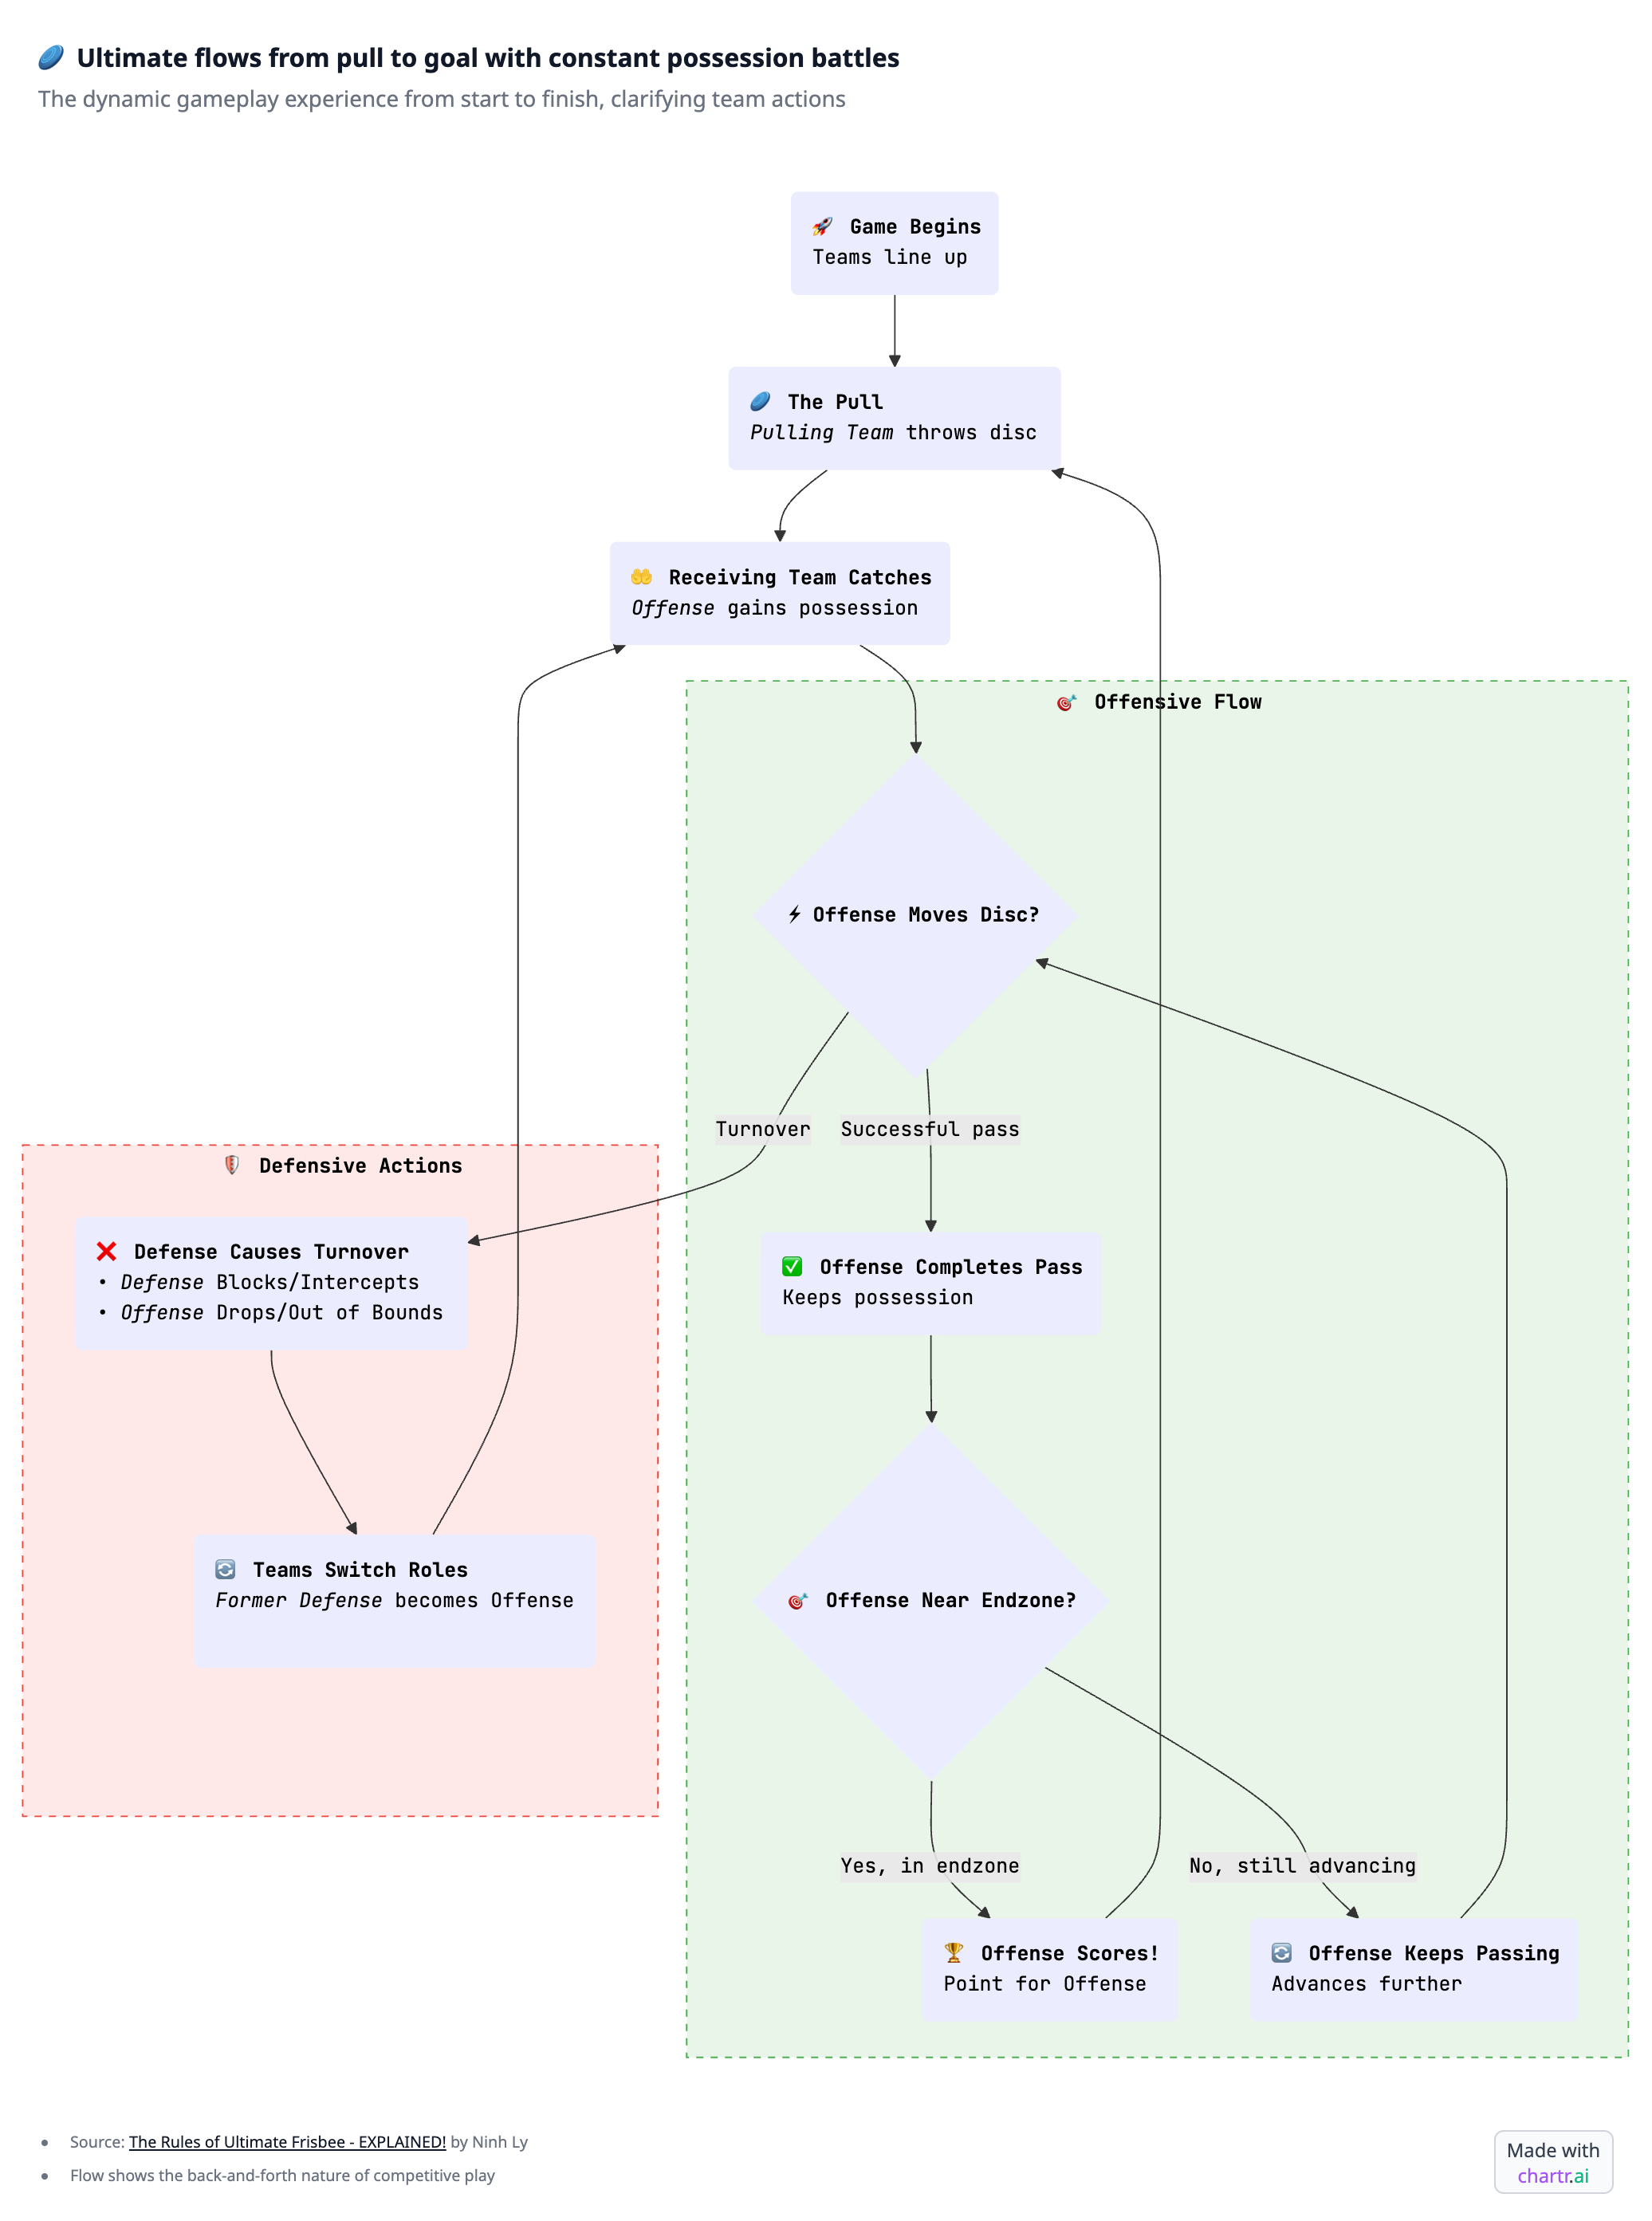 Ultimate flows from pull to goal with constant possession battles
The dynamic gameplay experience from start to finish, clarifying team actions
Game Begins
Teams line up
The Pull
Pulling Team throws disc
Receiving Team Catches
Offense gains possession
Offensive Flow
Offense Moves Disc?
Turnover
Successful pass
Defensive Actions
Defense Causes Turnover
• Defense Blocks/Intercepts
• Offense Drops/Out of Bounds
Offense Completes Pass
Keeps possession
Teams Switch Roles
Former Defense becomes Offense
Offense Near Endzone?
Yes, in endzone
No, still advancing
Offense Scores!
Point for Offense
Offense Keeps Passing
Advances further
• Source: The Rules of Ultimate Frisbee - EXPLAINED! by Ninh Ly
• Flow shows the back-and-forth nature of competitive play
Made with
chartr.ai